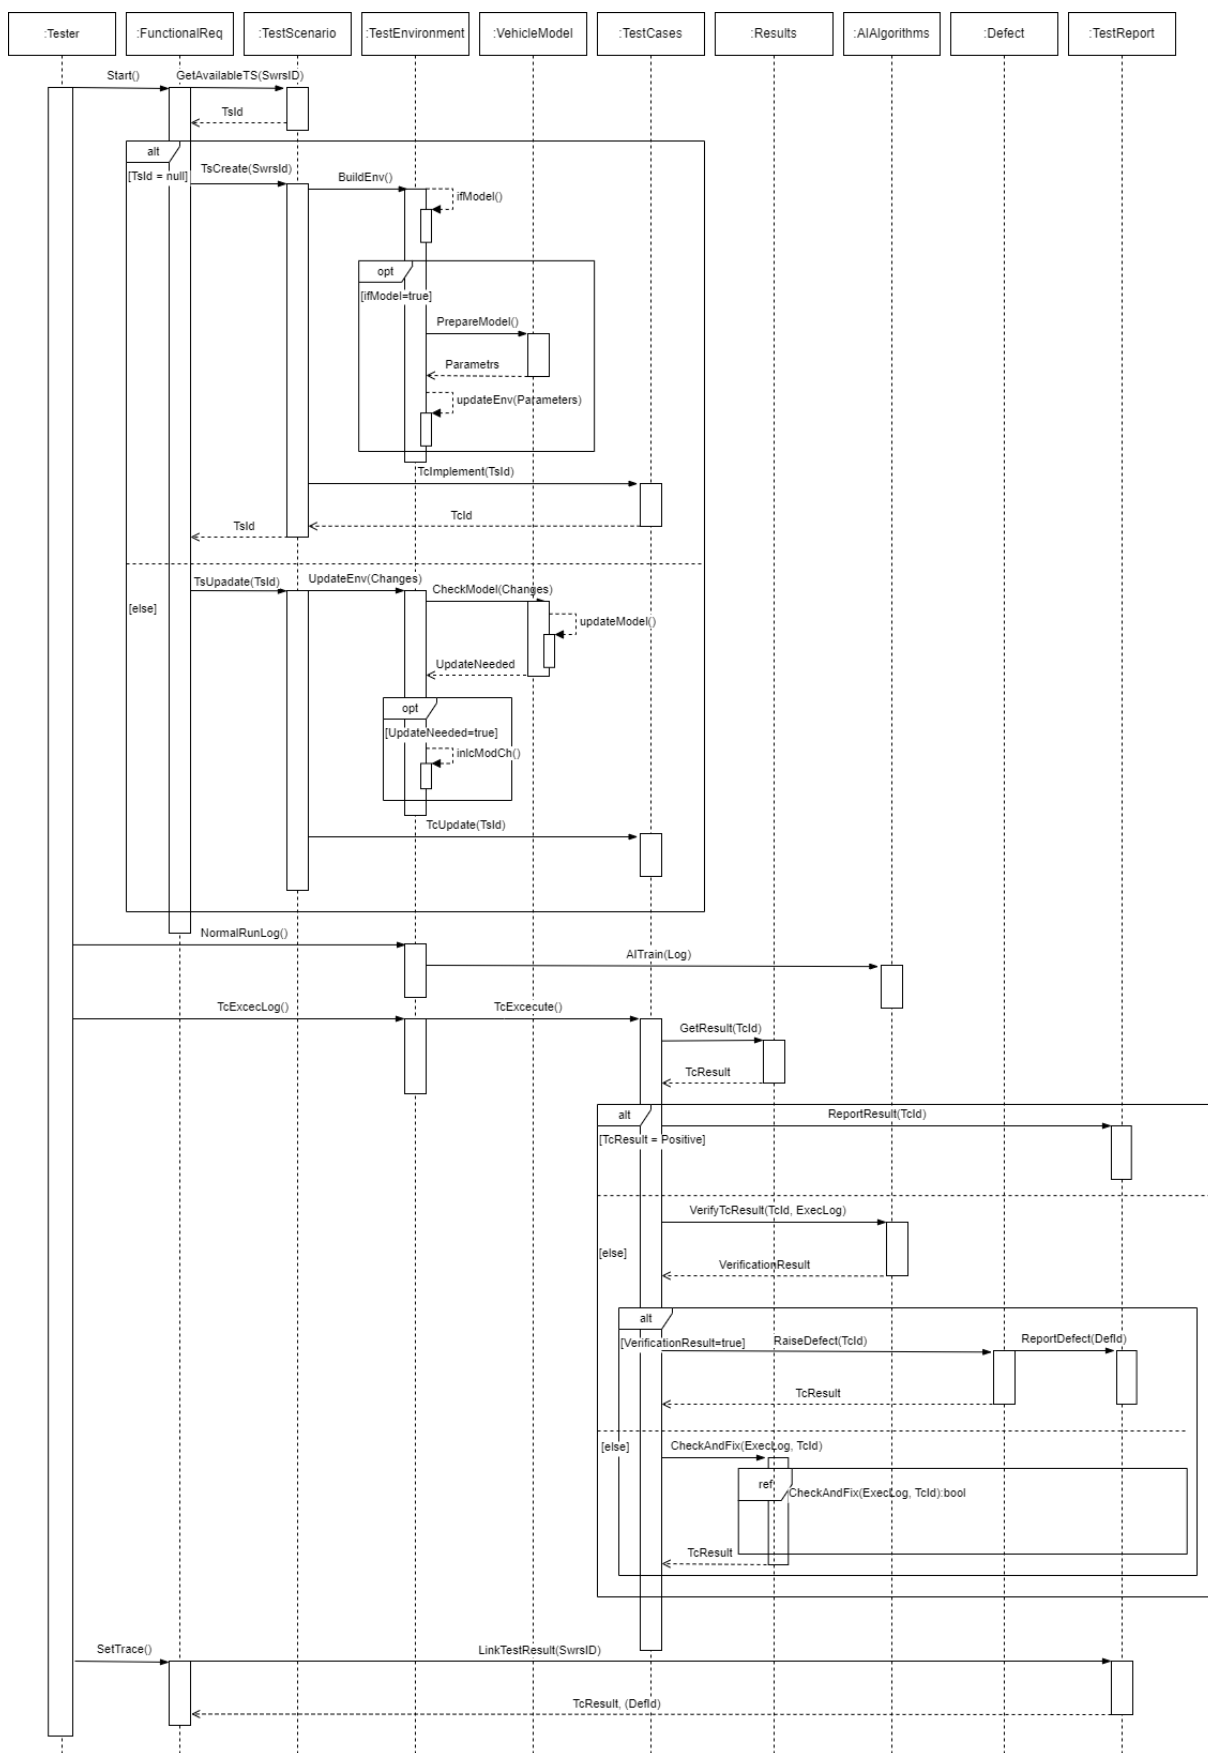 :Tester
:FunctionalReq
:TestScenario
:TestEnvironment
:VehicleModel
:TestCases
:Results
:AIAlgorithms
:Defect
:TestReport
Start()
GetAvailableTS(SwrsID)
TsId
alt
[TsId = null]
TsCreate(SwrsId)
BuildEnv()
ifModel()
opt
[ifModel=true]
PrepareModel()
Parametrs
updateEnv(Parameters)
TcImplement(TsId)
TcId
TsId
[else]
TsUpadate(TsId)
UpdateEnv(Changes)
CheckModel(Changes)
updateModel()
UpdateNeeded
opt
[UpdateNeeded=true]
inlcModCh()
TcUpdate(TsId)
NormalRunLog()
AITrain(Log)
TcExcecLog()
TcExcecute()
GetResult(TcId)
TcResult
alt
ReportResult(TcId)
[TcResult = Positive]
VerifyTcResult(TcId, ExecLog)
[else]
VerificationResult
alt
[VerificationResult=true]
RaiseDefect(TcId)
ReportDefect(DefId)
TcResult
[else]
CheckAndFix(ExecLog, TcId)
ref
CheckAndFix(ExecLog, TcId):bool
TcResult
SetTrace()
LinkTestResult(SwrsID)
TcResult, (DefId)